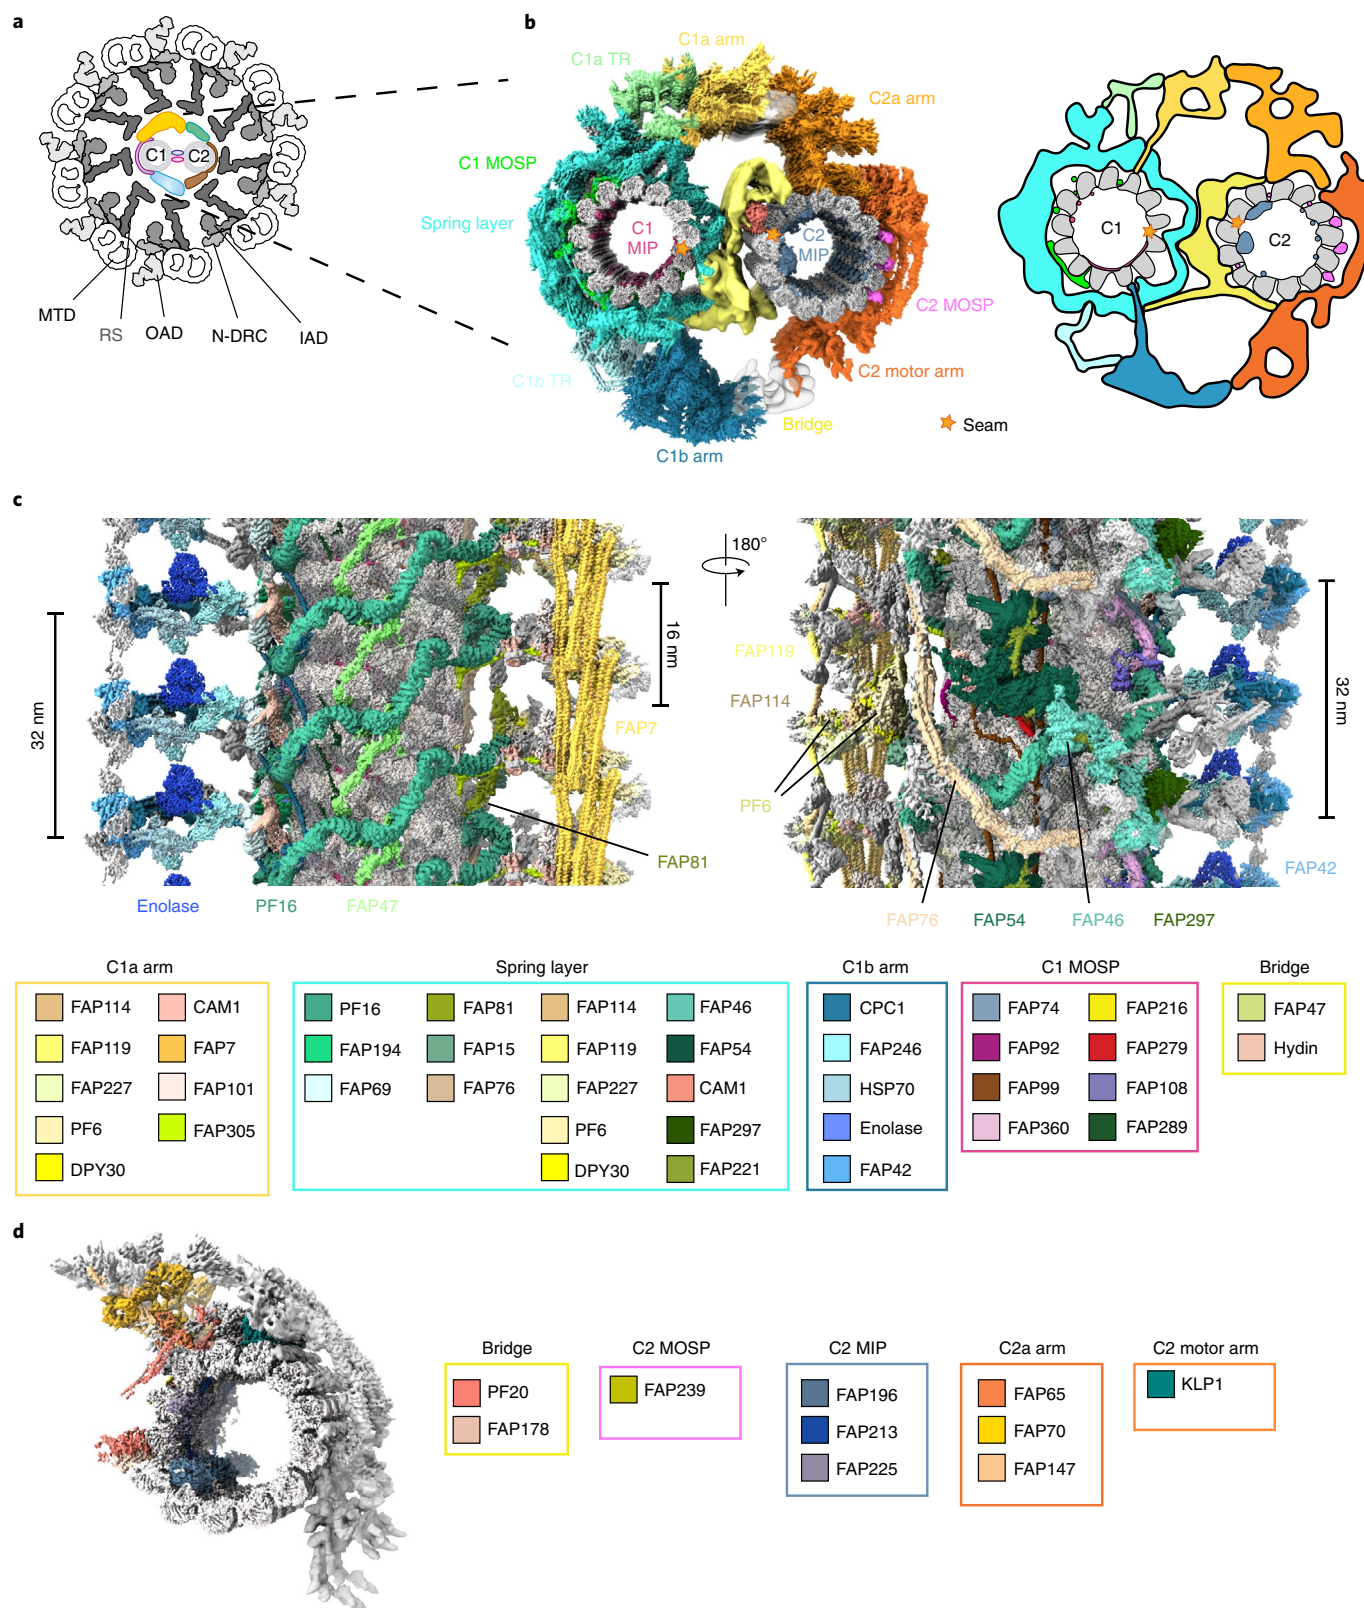 a
C1
C2
MTD
RS
OAD
N-DRC
IAD
b
C1a arm
C1a TR
C2a arm
C1 MOSP
Spring layer
C1
MIP
C2
MIP
C2 MOSP
C1b TR
C2 motor arm
Bridge
C1b arm
Seam
C1
C2
c
32 nm
16 nm
FAP7
FAP81
Enolase
PF16
FAP47
180°
FAP119
FAP114
PF6
32 nm
FAP42
FAP76
FAP54
FAP46
FAP297
C1a arm
FAP114
CAM1
FAP119
FAP7
FAP227
FAP101
PF6
FAP305
DPY30
Spring layer
PF16
FAP81
FAP114
FAP46
FAP194
FAP15
FAP119
FAP54
FAP69
FAP76
FAP227
CAM1
PF6
FAP297
DPY30
FAP221
C1b arm
CPC1
FAP246
HSP70
Enolase
FAP42
C1 MOSP
FAP74
FAP216
FAP92
FAP279
FAP99
FAP108
FAP360
FAP289
Bridge
FAP47
Hydin
d
Bridge
PF20
FAP178
C2 MOSP
FAP239
C2 MIP
FAP196
FAP213
FAP225
C2a arm
FAP65
FAP70
FAP147
C2 motor arm
KLP1